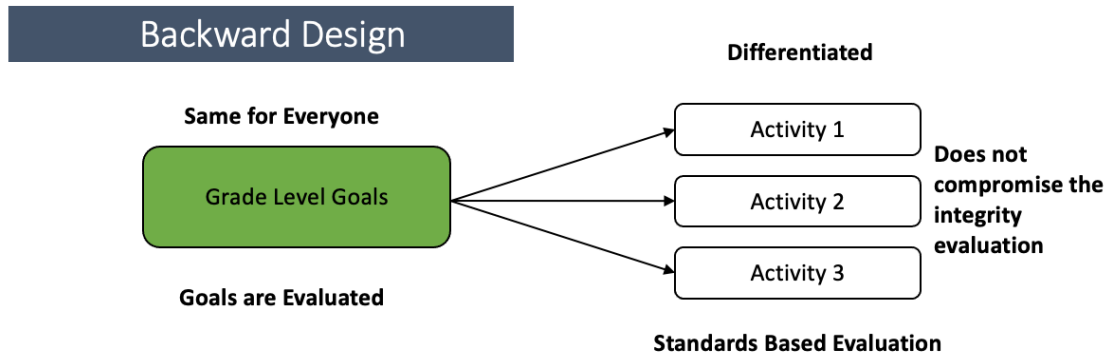 Backward Design
Differentiated
Same for Everyone
Grade Level Goals
Goals are Evaluated
Activity 1
Activity 2
Activity 3
Does not
compromise the
integrity
evaluation
Standards Based Evaluation